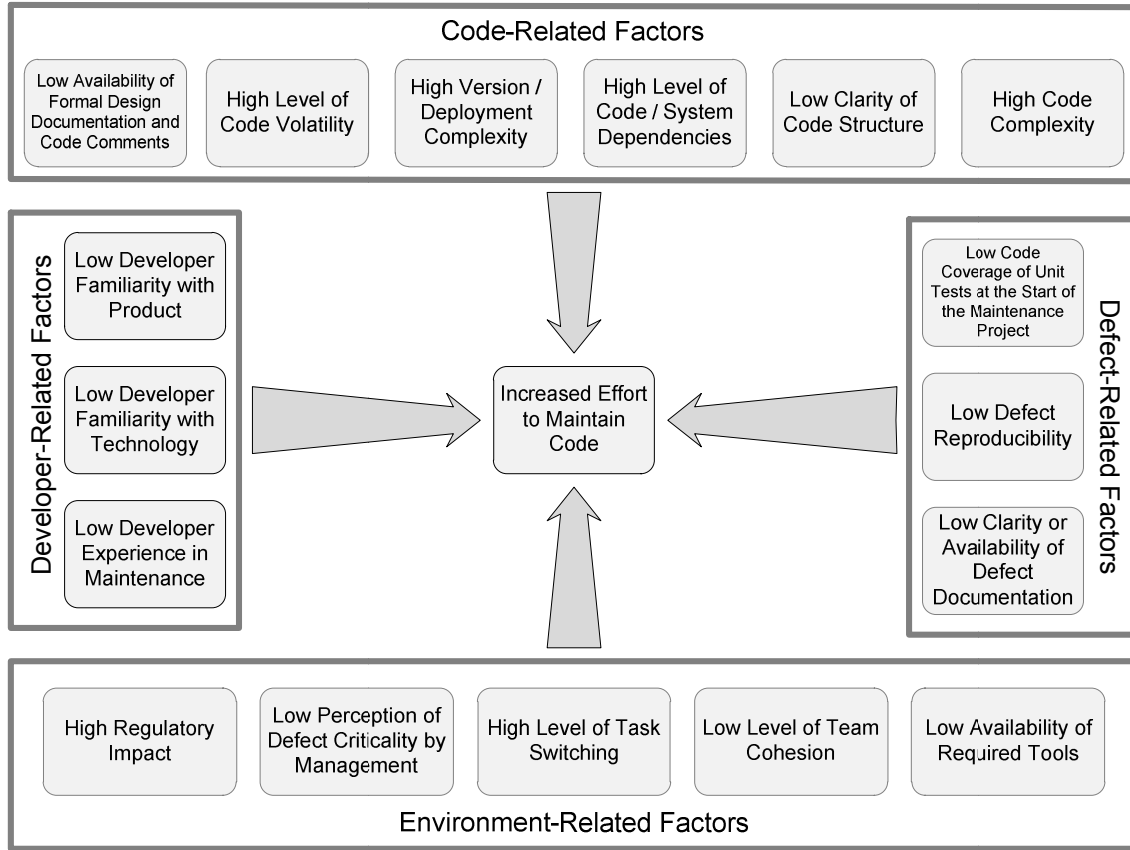 Code-Related Factors
Low Availability of
Formal Design
Documentation and
Code Comments
High Level of
Code Volatility
High Version /
Deployment
Complexity
High Level of
Code / System
Dependencies
Low Clarity of
Code Structure
High Code
Complexity
Developer-Related Factors
Low Developer
Familiarity with
Product
Low Developer
Familiarity with
Technology
Low Developer
Experience in
Maintenance
Increased Effort
to Maintain
Code
Low Code
Coverage of Unit
Tests at the Start of
the Maintenance
Project
Low Defect
Reproducibility
Low Clarity or
Availability of
Defect
Documentation
Defect-Related Factors
High Regulatory
Impact
Low Perception of
Defect Criticality by
Management
High Level of Task
Switching
Low Level of Team
Cohesion
Low Availability of
Required Tools
Environment-Related Factors